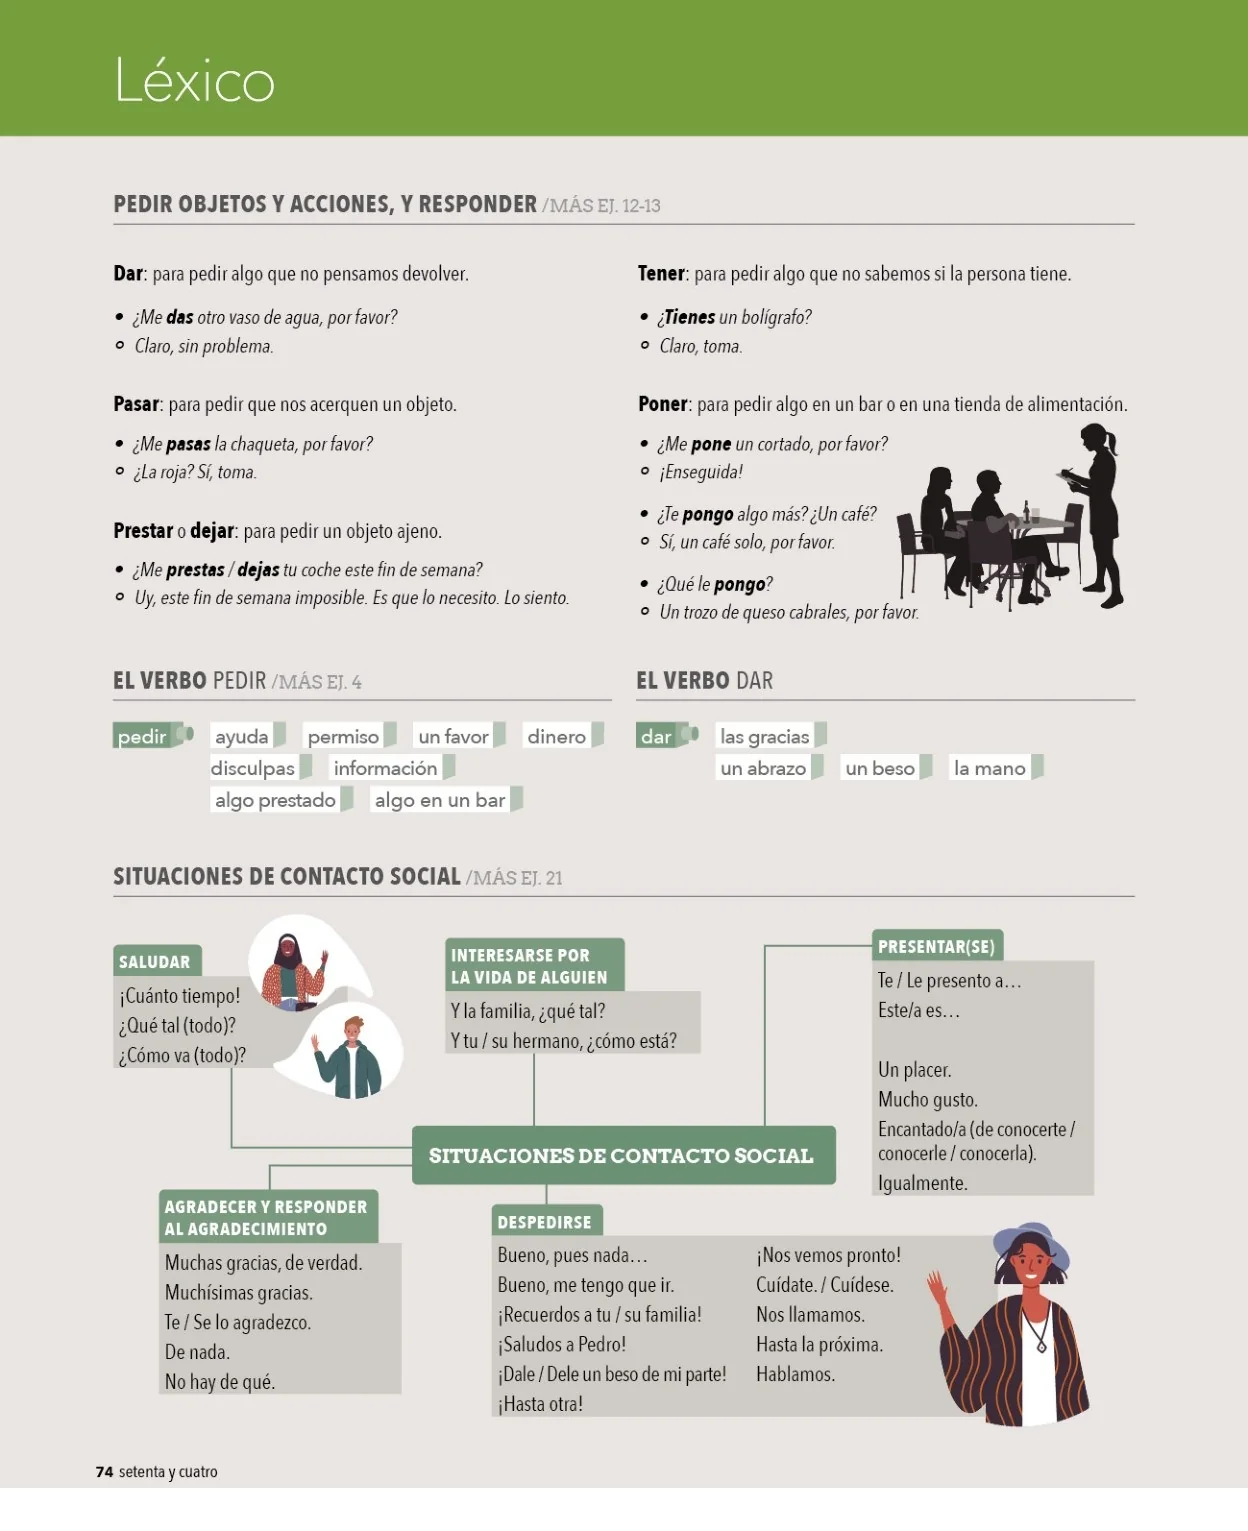 Léxico
PEDIR OBJETOS Y ACCIONES, Y RESPONDER /MÁS EJ. 12-13
Dar: para pedir algo que no pensamos devolver.
• ¿Me das otro vaso de agua, por favor?
○ Claro, sin problema.
Pasar: para pedir que nos acerquen un objeto.
• ¿Me pasas la chaqueta, por favor?
○ ¿La roja? Sí, toma.
Prestar o dejar: para pedir un objeto ajeno.
• ¿Me prestas / dejas tu coche este fin de semana?
○ Uy, este fin de semana imposible. Es que lo necesito. Lo siento.
Tener: para pedir algo que no sabemos si la persona tiene.
• ¿Tienes un bolígrafo?
○ Claro, toma.
Poner: para pedir algo en un bar o en una tienda de alimentación.
• ¿Me pone un cortado, por favor?
○ ¡Enseguida!
• ¿Te pongo algo más? ¿Un café?
○ Sí, un café solo, por favor.
• ¿Qué le pongo?
○ Un trozo de queso cabrales, por favor.
EL VERBO PEDIR /MÁS EJ. 4
pedir ayuda permiso un favor dinero
disculpas información
algo prestado algo en un bar
EL VERBO DAR
dar las gracias
un abrazo un beso la mano
SITUACIONES DE CONTACTO SOCIAL /MÁS EJ. 21
SALUDAR
¡Cuánto tiempo!
¿Qué tal (todo)?
¿Cómo va (todo)?
INTERESARSE POR
LA VIDA DE ALGUIEN
Y la familia, ¿qué tal?
Y tu / su hermano, ¿cómo está?
PRESENTAR(SE)
Te / Le presento a…
Este/a es…
Un placer.
Mucho gusto.
Encantado/a (de conocerte /
conocerle / conocerla).
Igualmente.
SITUACIONES DE CONTACTO SOCIAL
AGRADECER Y RESPONDER
AL AGRADECIMIENTO
Muchas gracias, de verdad.
Muchísimas gracias.
Te / Se lo agradezco.
De nada.
No hay de qué.
DESPEDIRSE
Bueno, pues nada…
Bueno, me tengo que ir.
¡Recuerdos a tu / su familia!
¡Saludos a Pedro!
¡Dale / Dele un beso de mi parte!
¡Hasta otra!
¡Nos vemos pronto!
Cuídate. / Cuídese.
Nos llamamos.
Hasta la próxima.
Hablamos.
74 setenta y cuatro